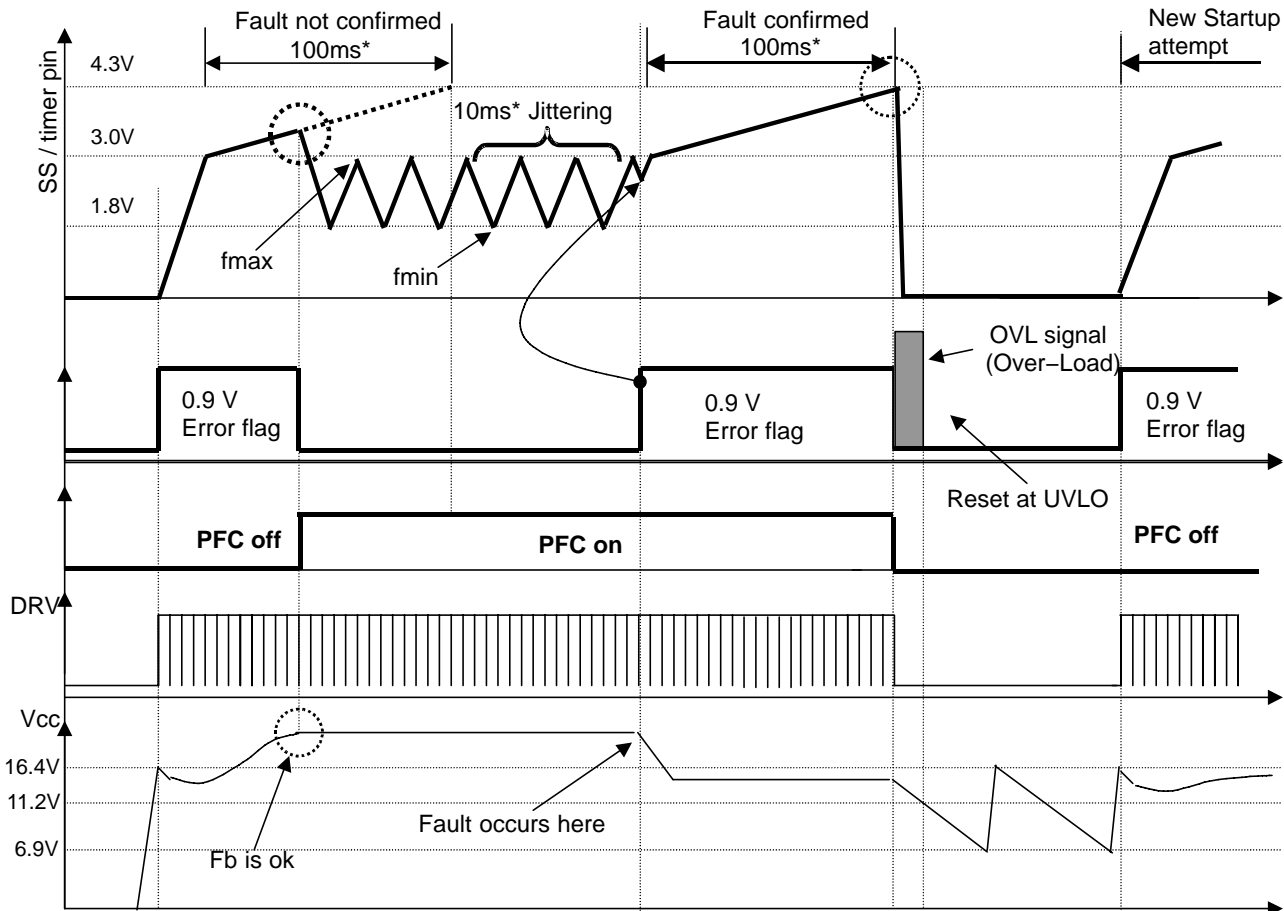 Fault not confirmed
100ms*
Fault confirmed
100ms*
New Startup
attempt
SS / timer pin
4.3V
3.0V
1.8V
10ms* Jittering
fmax
fmin
OVL signal
(Over−Load)
0.9 V
Error flag
0.9 V
Error flag
0.9 V
Error flag
Reset at UVLO
PFC off
PFC on
PFC off
DRV
Vcc
16.4V
11.2V
6.9V
Fault occurs here
Fb is ok